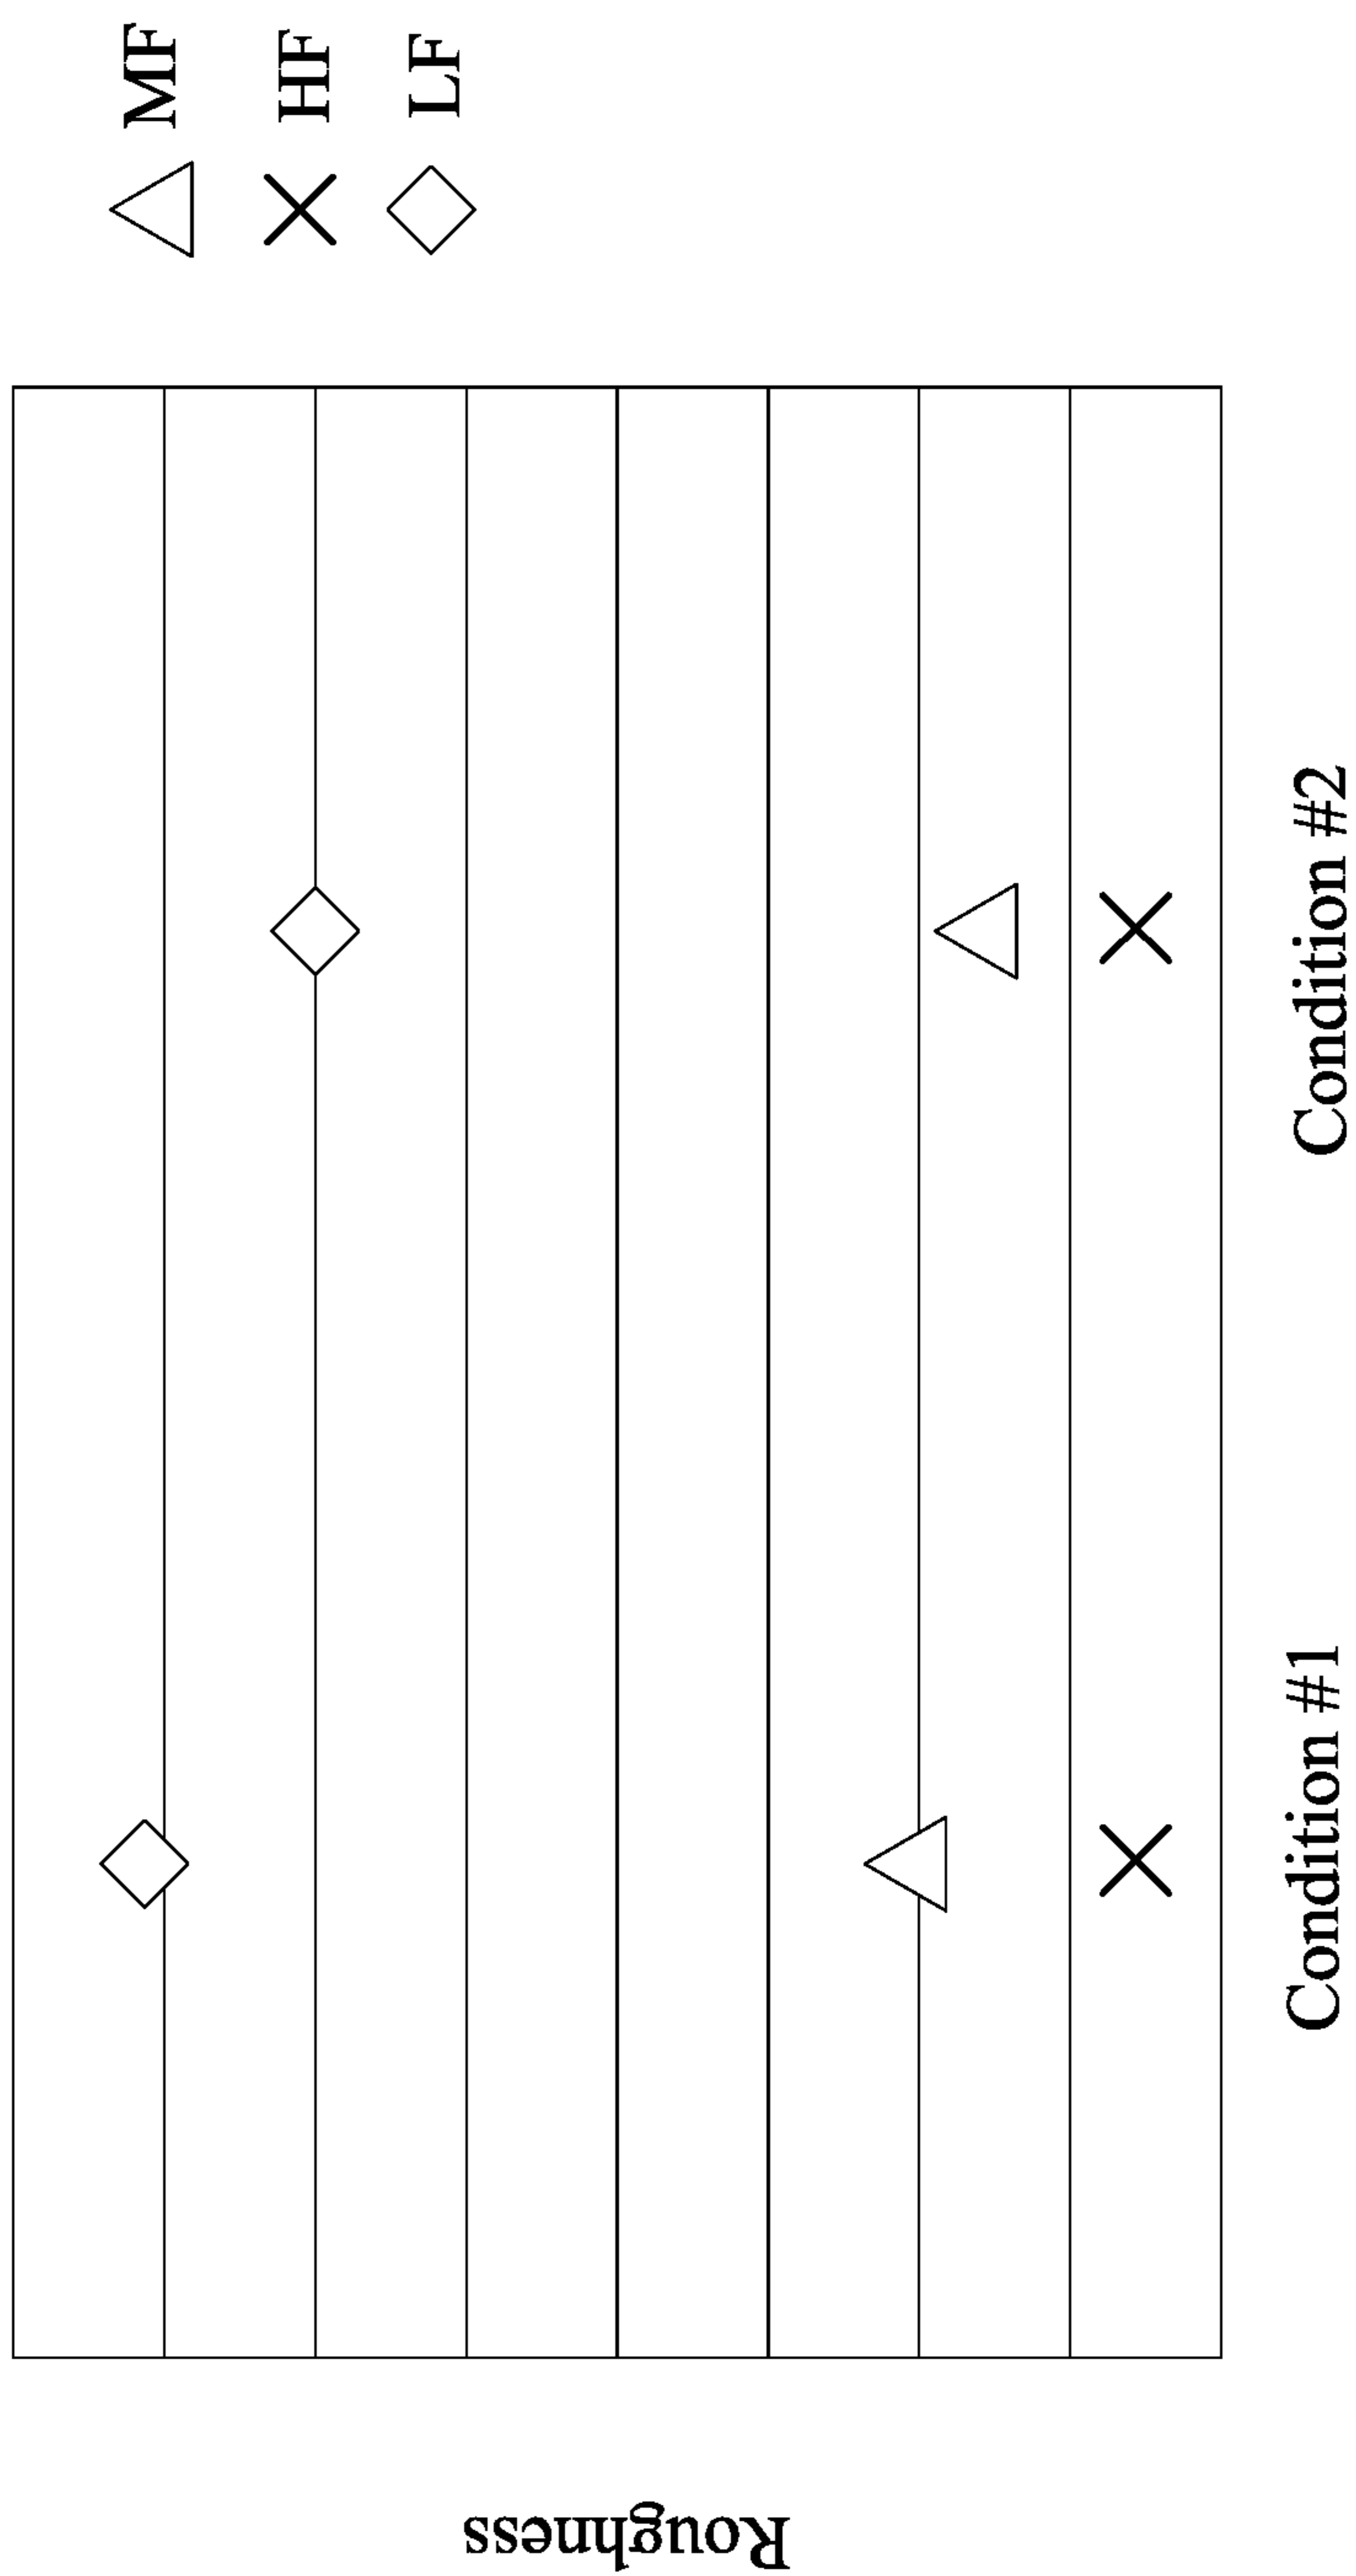 MF
HF
LF
Roughness
Condition #1
Condition #2